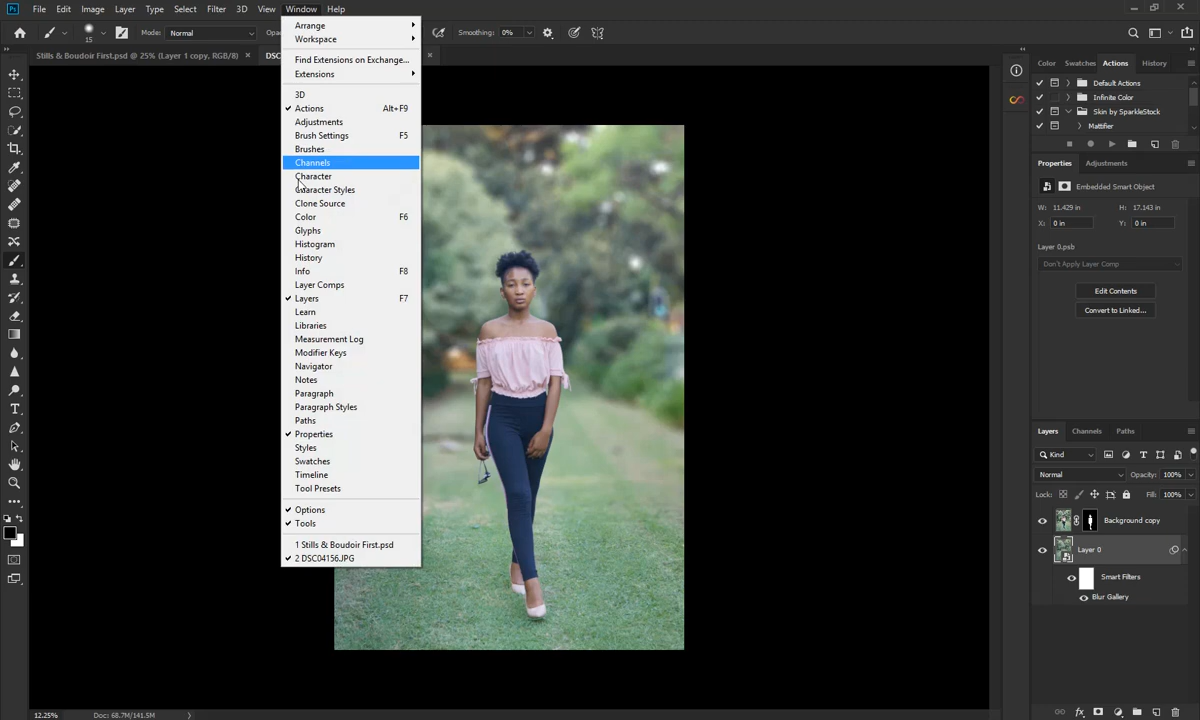 File Edit Image Layer Type Select Filter 3D View Window Help
15 Mode: Normal Smoothing: 0%
Stills & Boudoir First.psd @ 25% (Layer 1 copy, RGB/8) × DSC ×
Arrange
Workspace
Find Extensions on Exchange...
Extensions
3D
Actions Alt+F9
Adjustments
Brush Settings F5
Brushes
Channels
Character
Character Styles
Clone Source
Color F6
Glyphs
Histogram
History
Info F8
Layer Comps
Layers F7
Learn
Libraries
Measurement Log
Modifier Keys
Navigator
Notes
Paragraph
Paragraph Styles
Paths
Properties
Styles
Swatches
Timeline
Tool Presets
Options
Tools
1 Stills & Boudoir First.psd
2 DSC04156.JPG
Color Swatches Actions History
Default Actions
Infinite Color
Skin by SparkleStock
Mattifier
Properties Adjustments
Embedded Smart Object
W: 11.429 in H: 17.143 in
X: 0 in Y: 0 in
Layer 0.psb
Don't Apply Layer Comp
Edit Contents
Convert to Linked...
Layers Channels Paths
Kind
Normal Opacity: 100%
Lock: Fill: 100%
Background copy
Layer 0
Smart Filters
Blur Gallery
12.25% Doc: 68.7M/141.5M